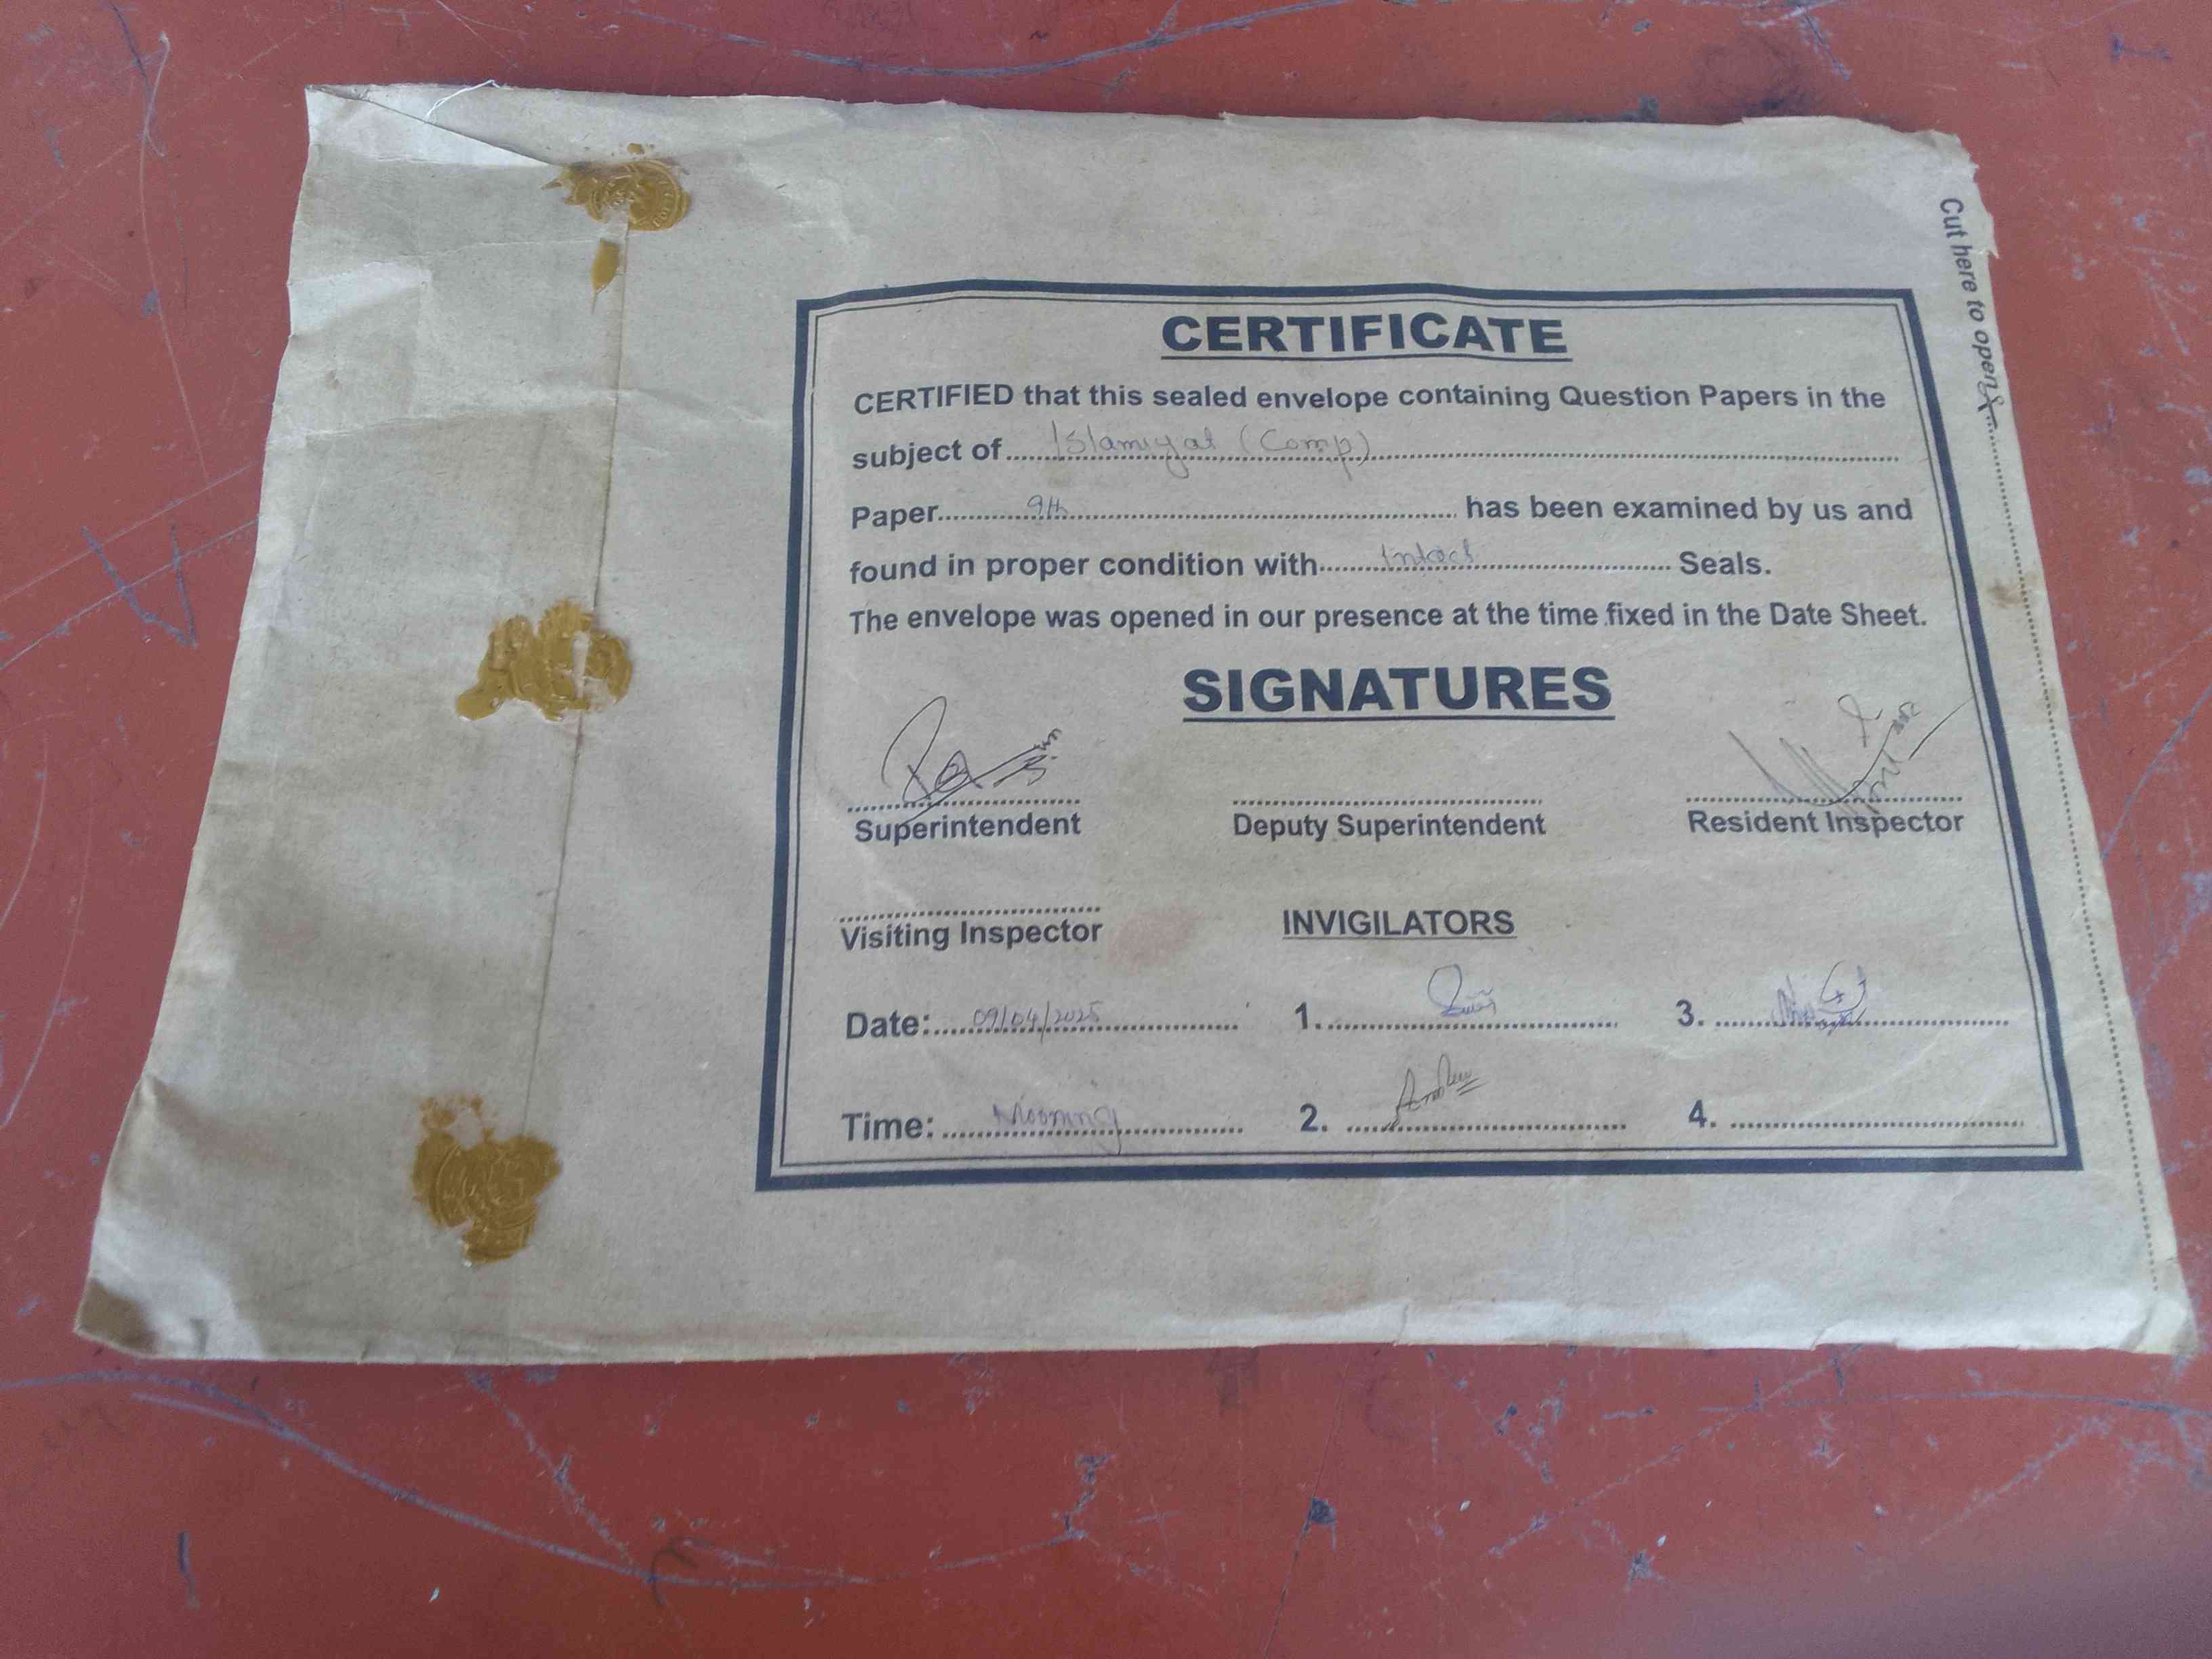 Cut here to open
CERTIFICATE
CERTIFIED that this sealed envelope containing Question Papers in the
subject of Islamiyat (Comp)
Paper 9th has been examined by us and
found in proper condition with Intact Seals.
The envelope was opened in our presence at the time fixed in the Date Sheet.
SIGNATURES
Superintendent Deputy Superintendent Resident Inspector
Visiting Inspector INVIGILATORS
Date: 09/04/2025 1. 3.
Time: Mooning 2. 4.